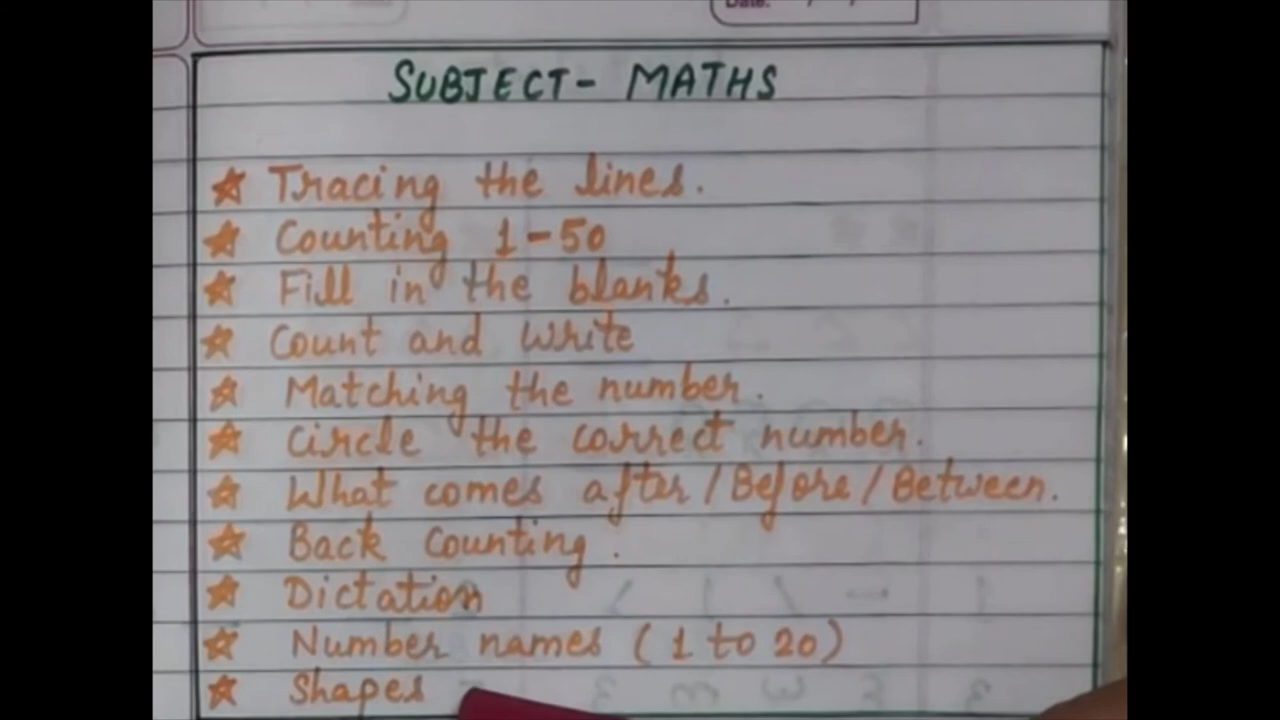 Date:
SUBJECT- MATHS
☆ Tracing the lines.
☆ Counting 1-50
☆ Fill in the blanks.
☆ Count and write
☆ Matching the number.
☆ Circle the correct number.
☆ What comes after/Before/Between.
☆ Back counting.
☆ Dictation
☆ Number names (1 to 20)
☆ Shapes